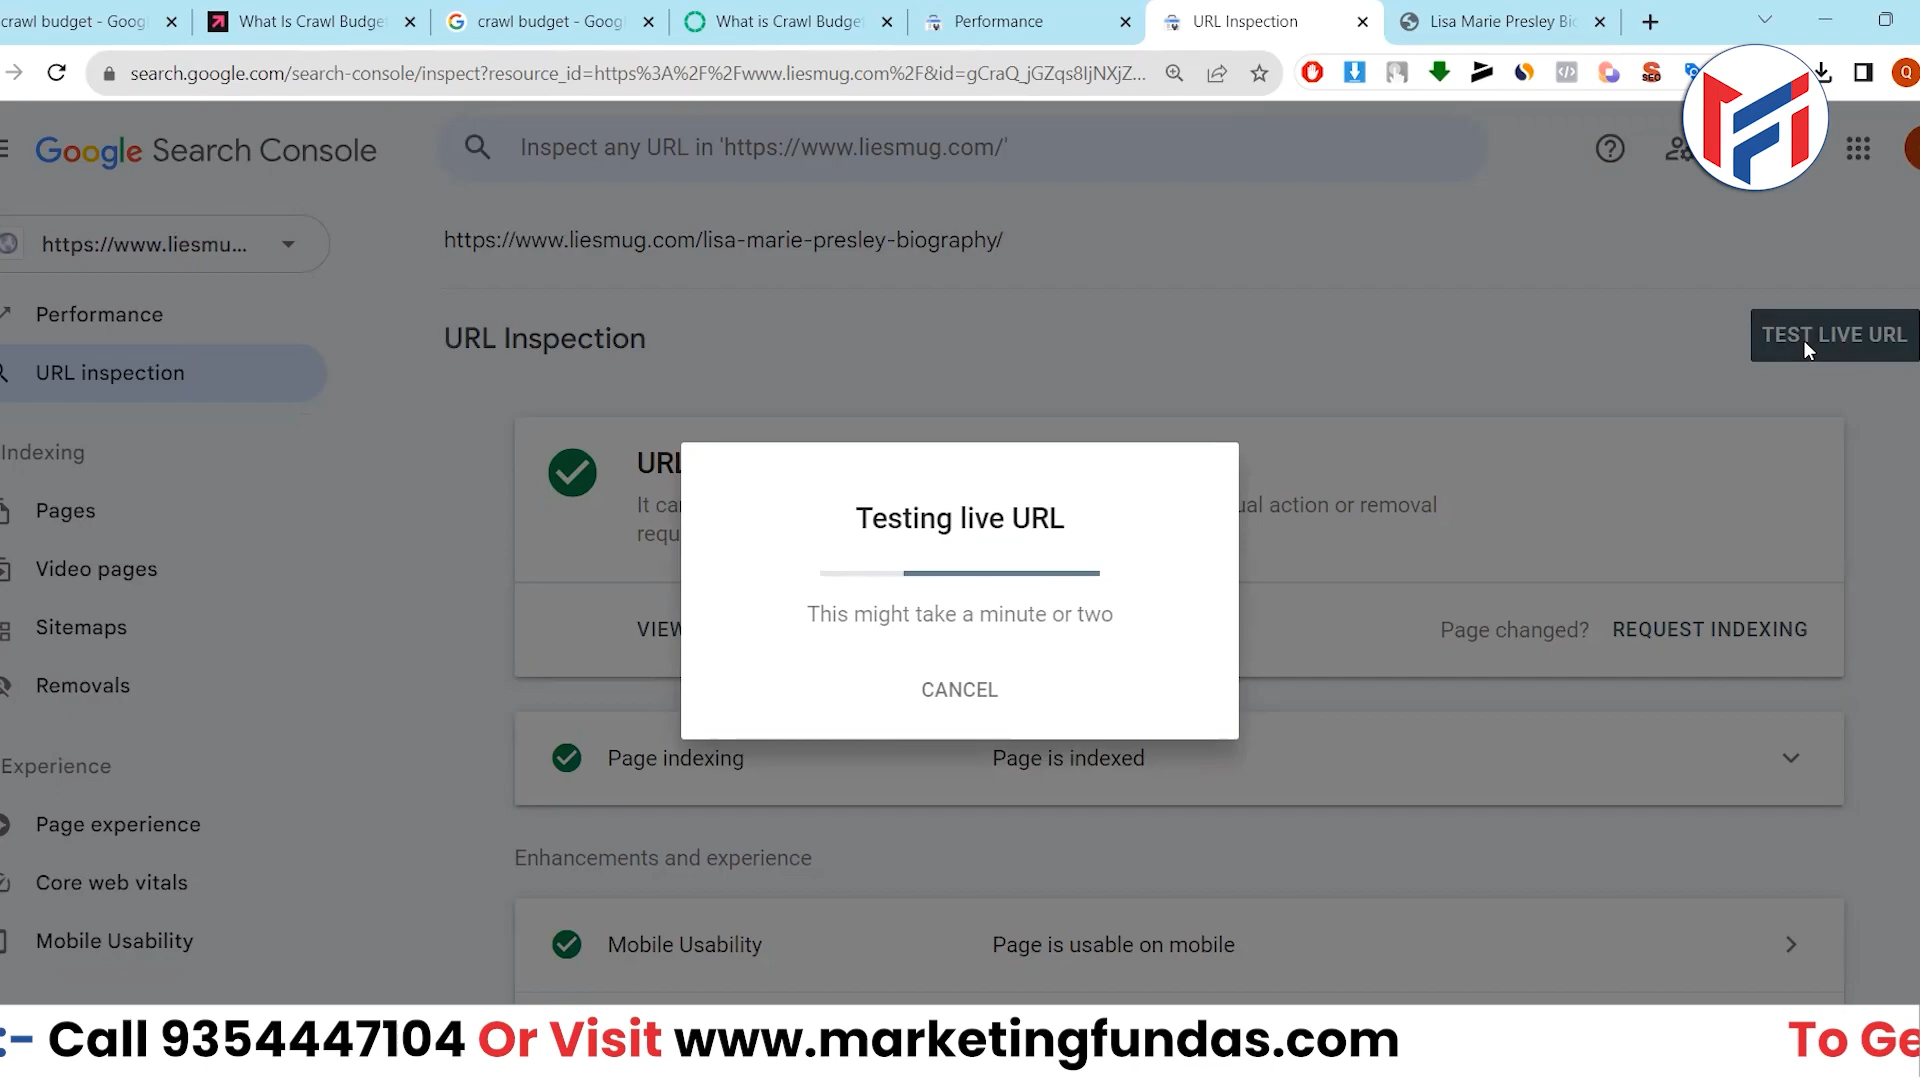 crawl budget - Googl
What Is Crawl Budge
crawl budget - Googl
What is Crawl Budge
Performance
URL Inspection
Lisa Marie Presley Bio
search.google.com/search-console/inspect?resource_id=https%3A%2F%2Fwww.liesmug.com%2F&id=gCraQ_jGZqs8IjNXjZ...
SEO
Q
Google Search Console
Inspect any URL in 'https://www.liesmug.com/'
https://www.liesmu...
https://www.liesmug.com/lisa-marie-presley-biography/
Performance
URL Inspection
TEST LIVE URL
URL inspection
Indexing
URL
It ca
ual action or removal
requ
Testing live URL
This might take a minute or two
CANCEL
Pages
Video pages
Sitemaps
VIEW
Page changed?
REQUEST INDEXING
Removals
Page indexing
Page is indexed
Experience
Page experience
Enhancements and experience
Core web vitals
Mobile Usability
Mobile Usability
Page is usable on mobile
:- Call 9354447104 Or Visit www.marketingfundas.com
To Ge